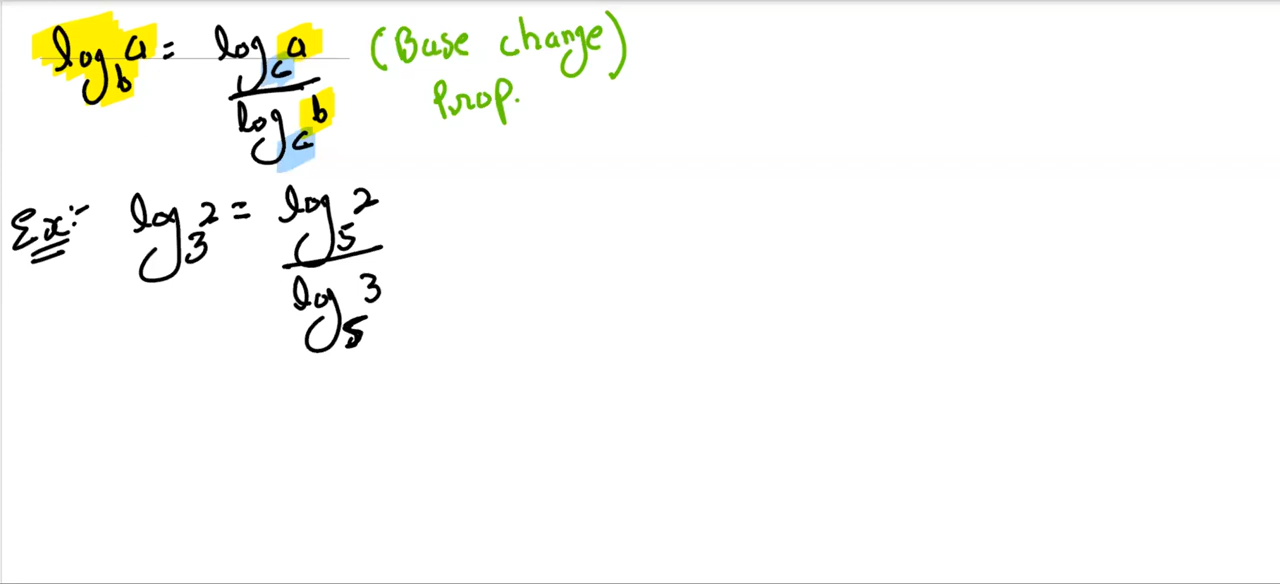 log_b a = log_c a / log_c b (Base change)
Prop.
Ex:- log_3 2 = log_5 2 / log_5 3